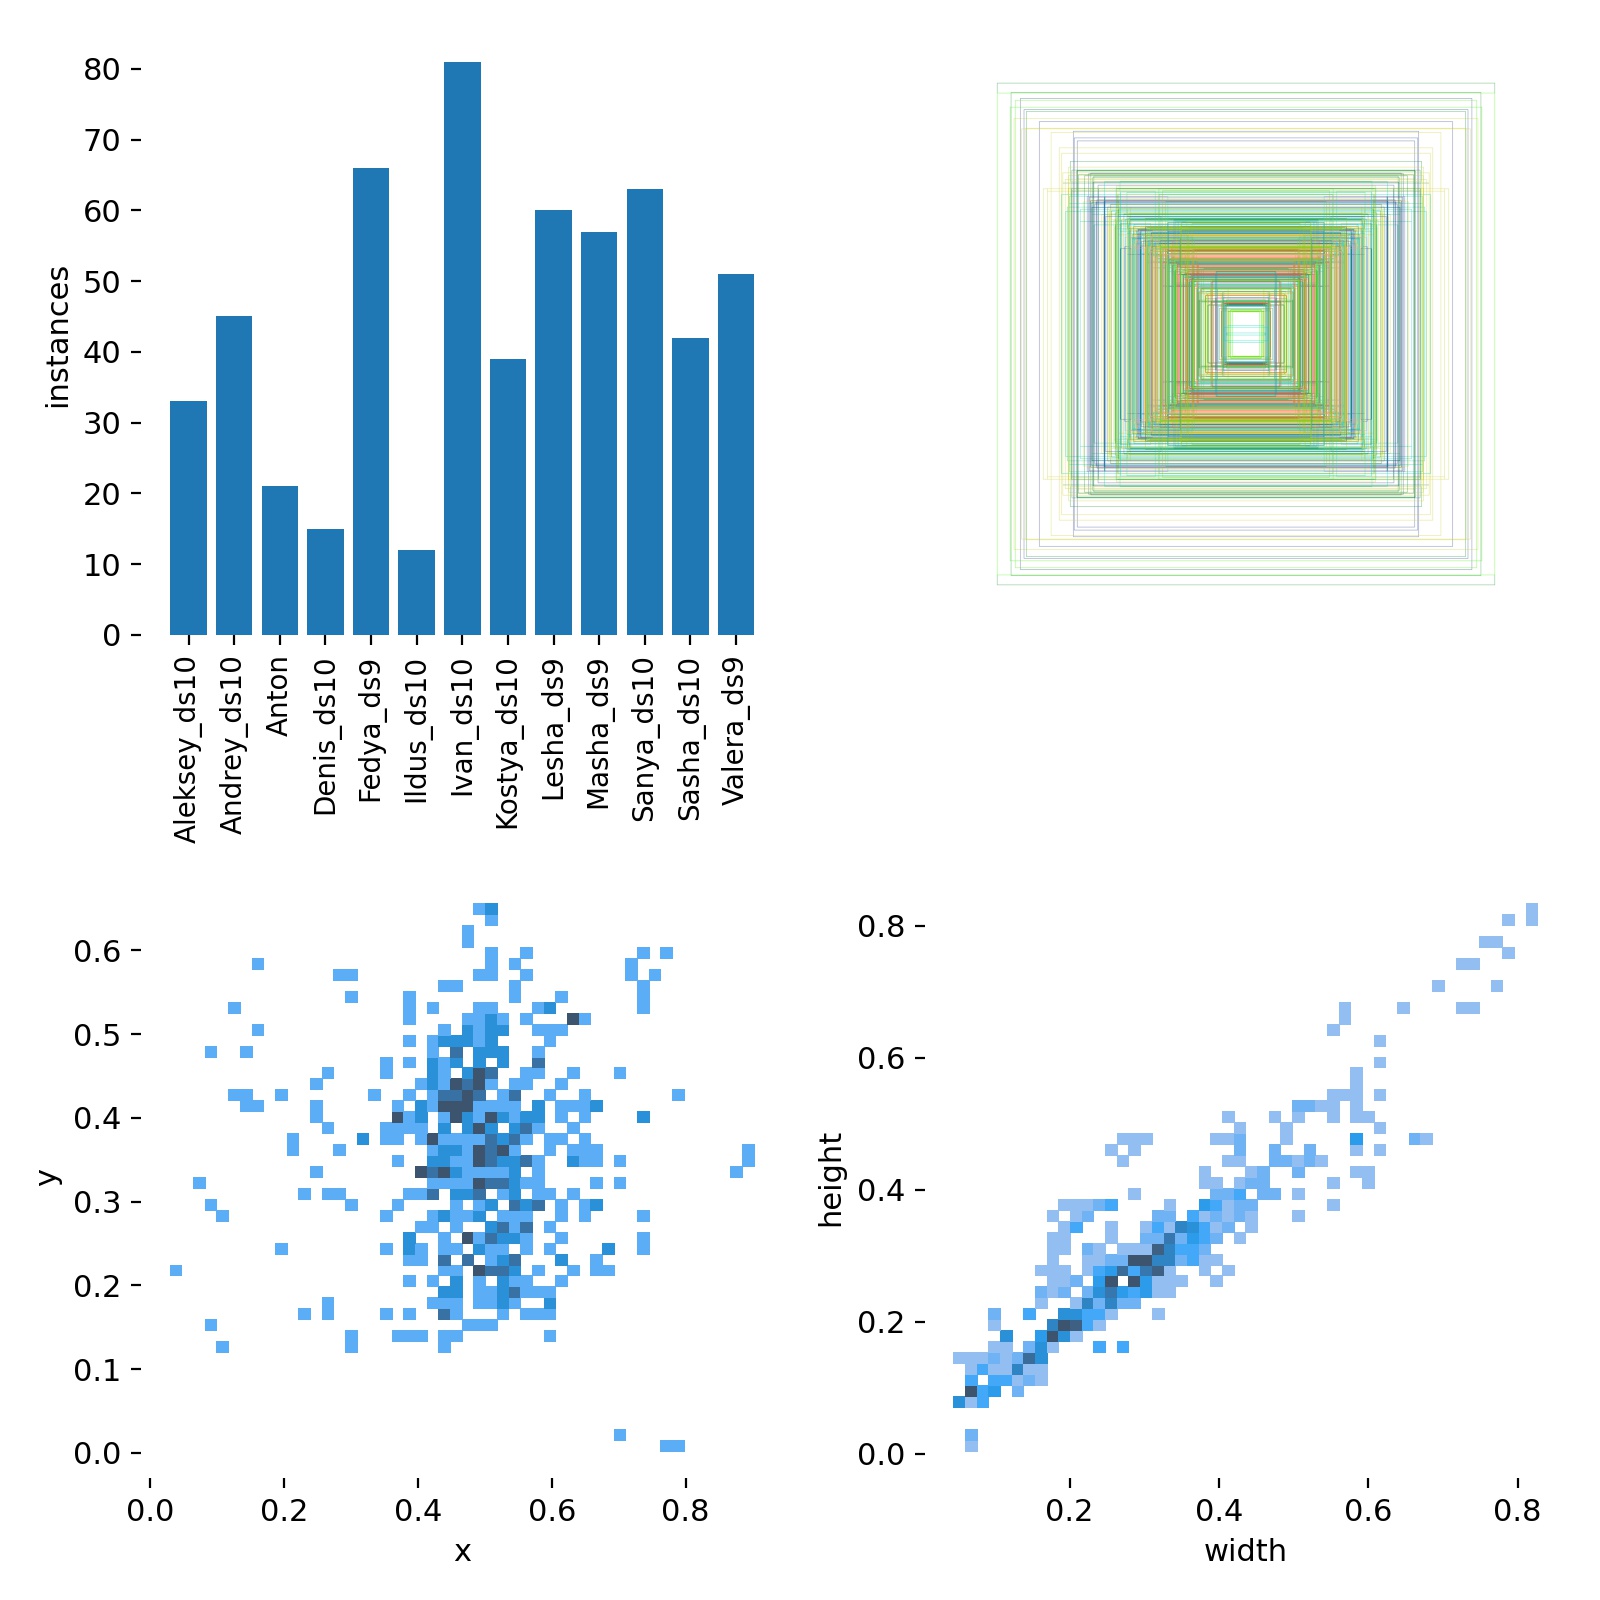 80
70
60
50
40
30
20
10
0
instances
Aleksey_ds10
Andrey_ds10
Anton
Denis_ds10
Fedya_ds9
Ildus_ds10
Ivan_ds10
Kostya_ds10
Lesha_ds9
Masha_ds9
Sanya_ds10
Sasha_ds10
Valera_ds9
0.6
0.5
0.4
0.3
0.2
0.1
0.0
y
0.0 0.2 0.4 0.6 0.8
x
0.8
0.6
0.4
0.2
0.0
height
0.2 0.4 0.6 0.8
width